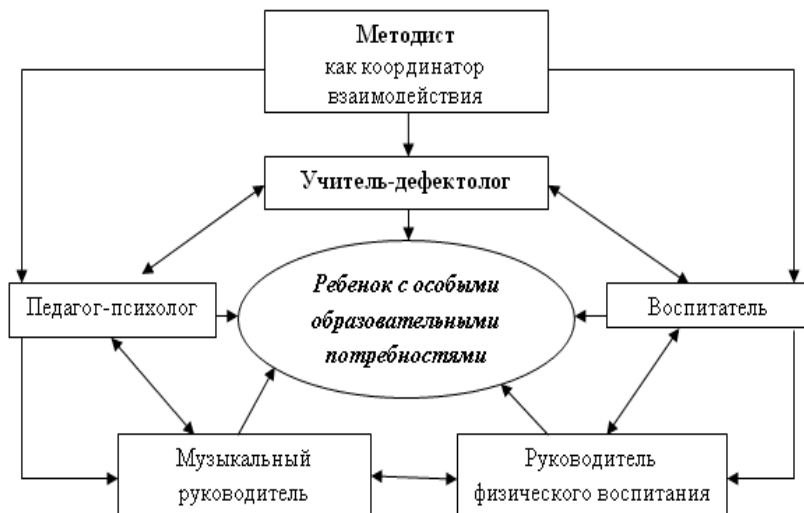 Методист
как координатор
взаимодействия
Учитель-дефектолог
Педагог-психолог
Ребенок с особыми
образовательными
потребностями
Воспитатель
Музыкальный
руководитель
Руководитель
физического воспитания